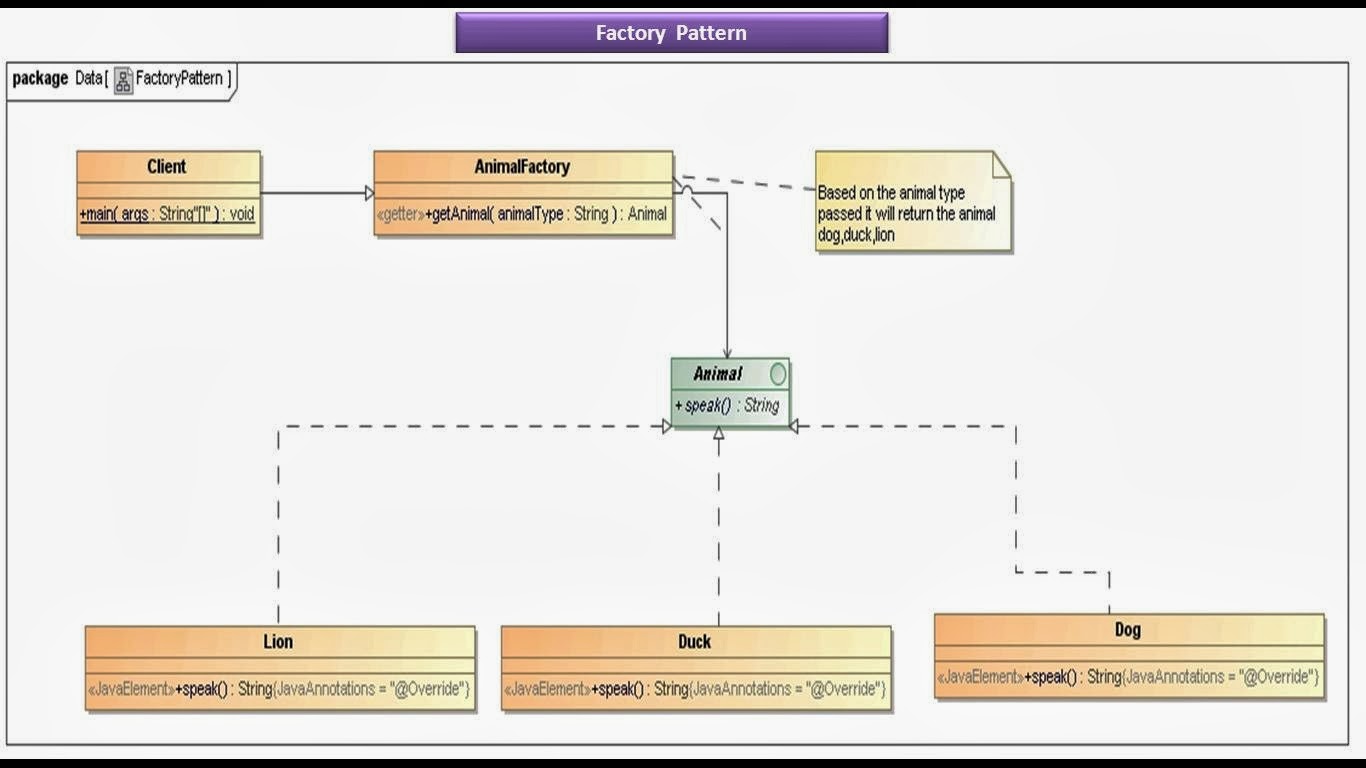 Factory Pattern
package Data[ FactoryPattern ]
Client
+main( args : String"[]" ) : void
AnimalFactory
«getter»+getAnimal( animalType : String ) : Animal
Based on the animal type
passed it will return the animal
dog,duck,lion
Animal
+ speak() : String
Lion
«JavaElement»+speak() : String{JavaAnnotations = "@Override"}
Duck
«JavaElement»+speak() : String{JavaAnnotations = "@Override"}
Dog
«JavaElement»+speak() : String{JavaAnnotations = "@Override"}